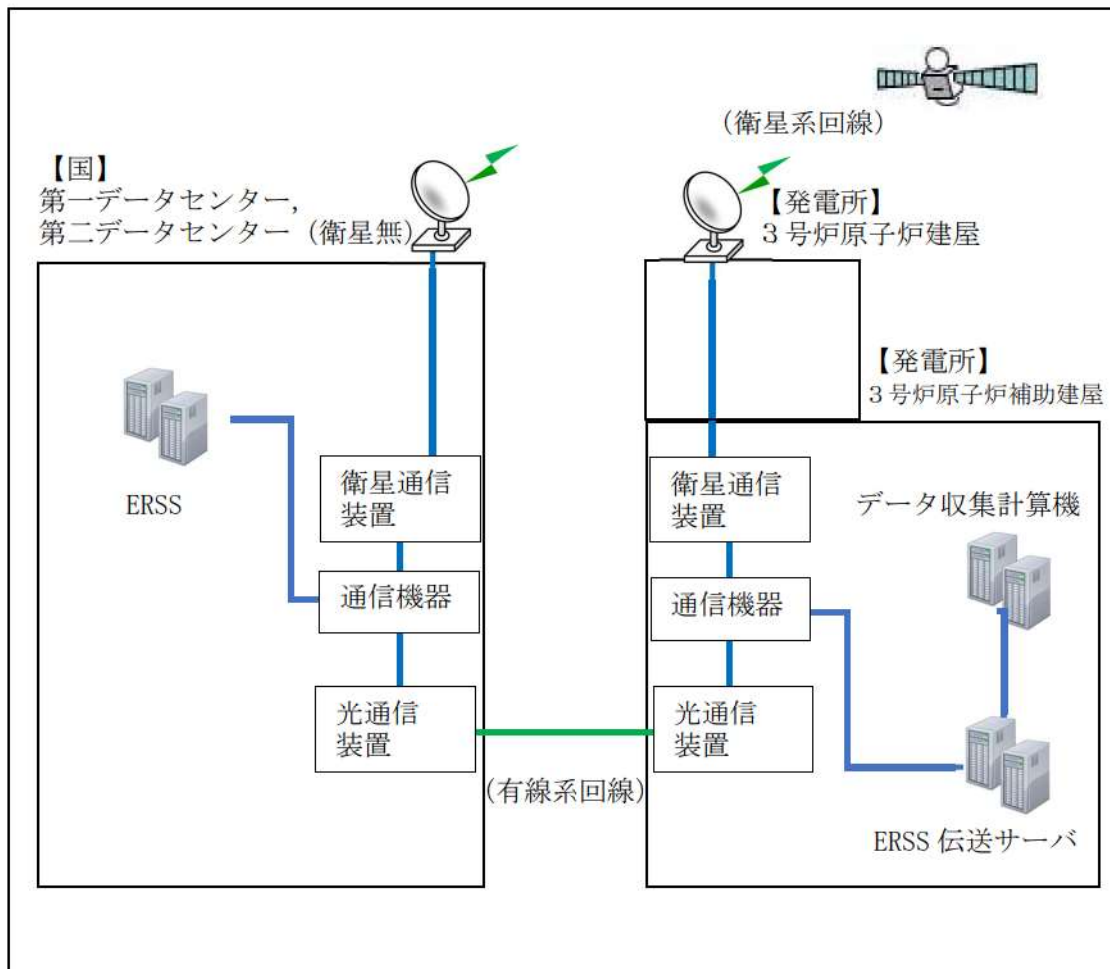 (衛星系回線)
【国】
第一データセンター,
第二データセンター (衛星無)
【発電所】
3号炉原子炉建屋
【発電所】
3号炉原子炉補助建屋
ERSS
衛星通信
装置
通信機器
光通信
装置
(有線系回線)
衛星通信
装置
通信機器
光通信
装置
データ収集計算機
ERSS 伝送サーバ